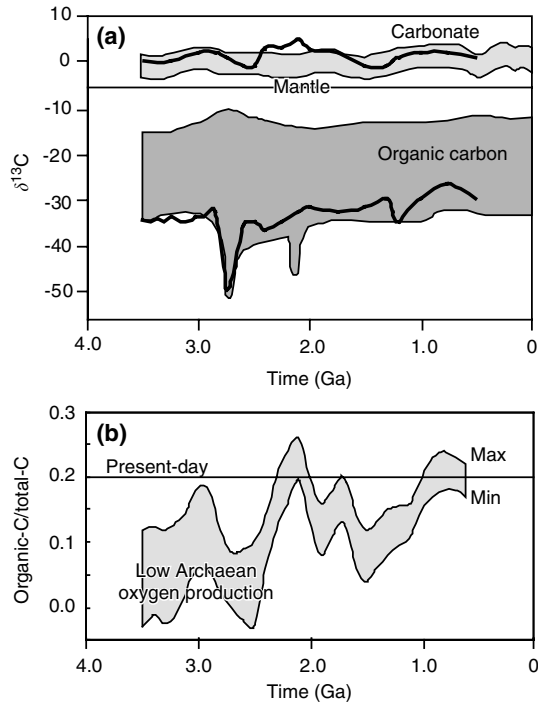 (a)
Carbonate
Mantle
Organic carbon
δ¹³C
0
-10
-20
-30
-40
-50
4.0 3.0 2.0 1.0 0
Time (Ga)
(b)
Present-day
Max
Min
Low Archaean
oxygen production
Organic-C/total-C
0.3
0.2
0.1
0.0
4.0 3.0 2.0 1.0 0
Time (Ga)